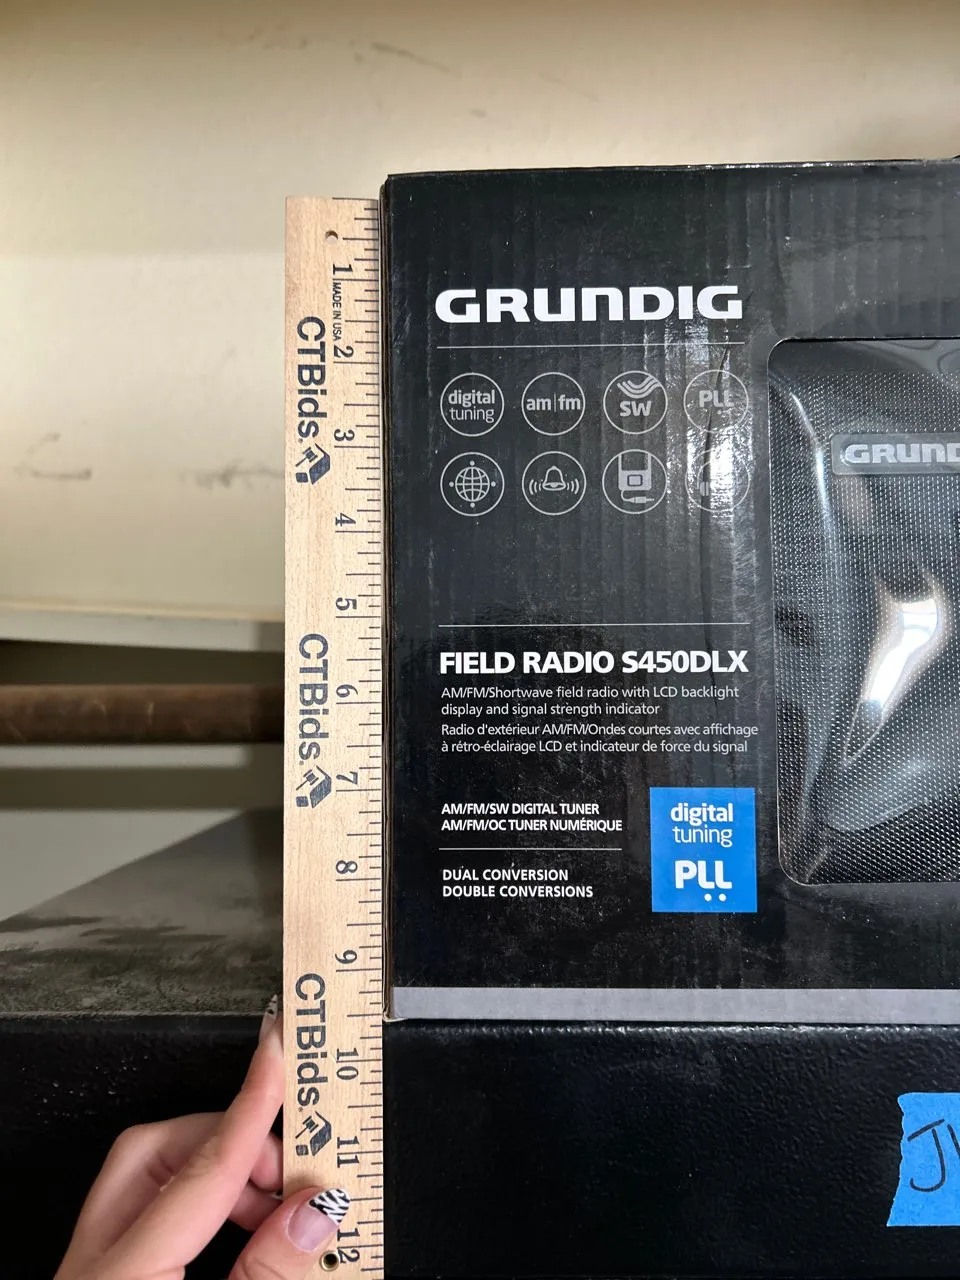 1
MADE IN USA
2
3
4
5
6
7
8
9
10
11
12
CTBids.
CTBids.
CTBids.
GRUNDIG
digital
tuning
am|fm
SW
PLL
GRUND
FIELD RADIO S450DLX
AM/FM/Shortwave field radio with LCD backlight
display and signal strength indicator
Radio d'extérieur AM/FM/Ondes courtes avec affichage
à rétro-éclairage LCD et indicateur de force du signal
AM/FM/SW DIGITAL TUNER
AM/FM/OC TUNER NUMÉRIQUE
DUAL CONVERSION
DOUBLE CONVERSIONS
digital
tuning
PLL